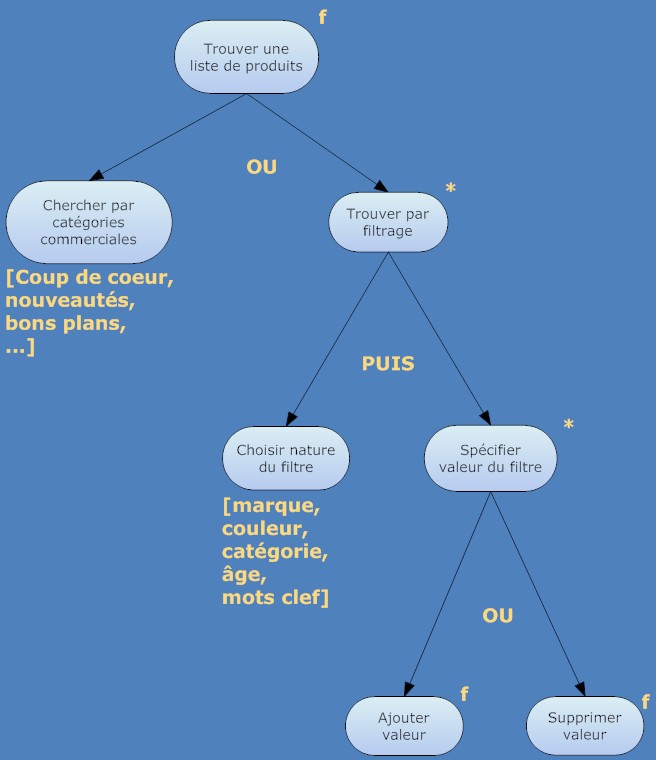 f
Trouver une
liste de produits
OU
*
Chercher par
catégories
commerciales
Trouver par
filtrage
[Coup de coeur,
nouveautés,
bons plans,
...]
PUIS
*
Choisir nature
du filtre
Spécifier
valeur du filtre
[marque,
couleur,
catégorie,
âge,
mots clef]
OU
f
f
Ajouter
valeur
Supprimer
valeur